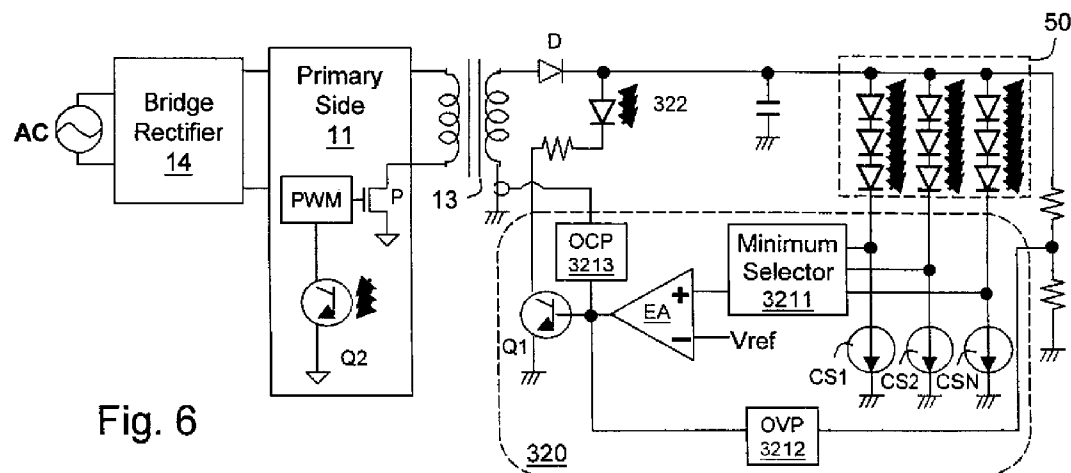 50
D
Primary
Side
11
Bridge
Rectifier
14
AC
322
13
PWM
P
OCP
3213
Minimum
Selector
3211
EA
+
−
Vref
Q1
Q2
CS1
CS2
CSN
OVP
3212
320
Fig. 6